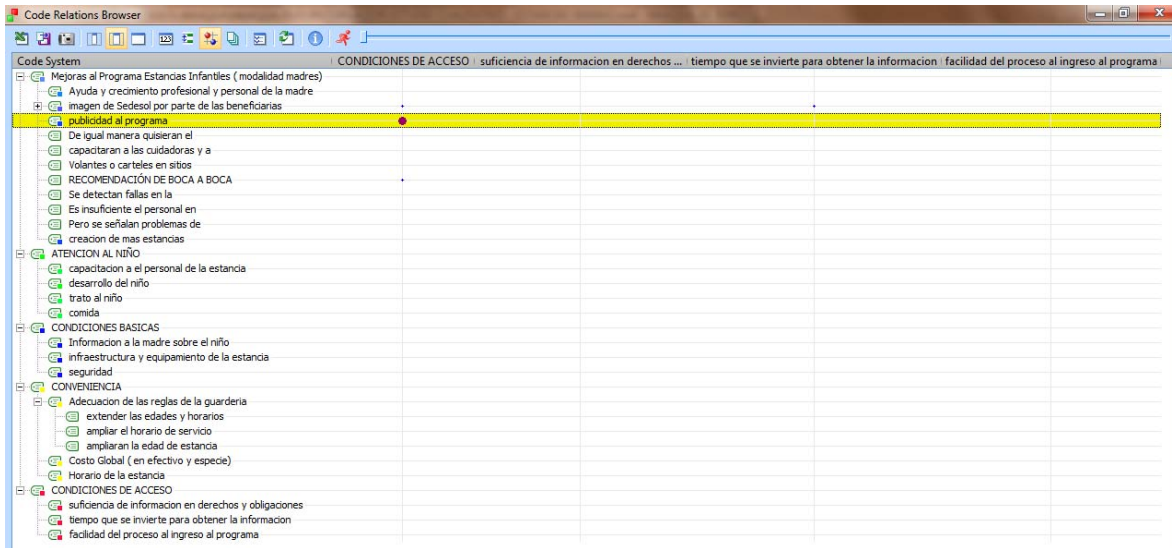 Code Relations Browser
123
Code System CONDICIONES DE ACCESO suficiencia de informacion en derechos ... tiempo que se invierte para obtener la informacion facilidad del proceso al ingreso al programa
Mejoras al Programa Estancias Infantiles ( modalidad madres)
Ayuda y crecimiento profesional y personal de la madre
imagen de Sedesol por parte de las beneficiarias
publicidad al programa
De igual manera quisieran el
capacitaran a las cuidadoras y a
Volantes o carteles en sitios
RECOMENDACIÓN DE BOCA A BOCA
Se detectan fallas en la
Es insuficiente el personal en
Pero se señalan problemas de
creacion de mas estancias
ATENCION AL NIÑO
capacitacion a el personal de la estancia
desarrollo del niño
trato al niño
comida
CONDICIONES BASICAS
Informacion a la madre sobre el niño
infraestructura y equipamiento de la estancia
seguridad
CONVENIENCIA
Adecuacion de las reglas de la guarderia
extender las edades y horarios
ampliar el horario de servicio
ampliaran la edad de estancia
Costo Global ( en efectivo y especie)
Horario de la estancia
CONDICIONES DE ACCESO
suficiencia de informacion en derechos y obligaciones
tiempo que se invierte para obtener la informacion
facilidad del proceso al ingreso al programa